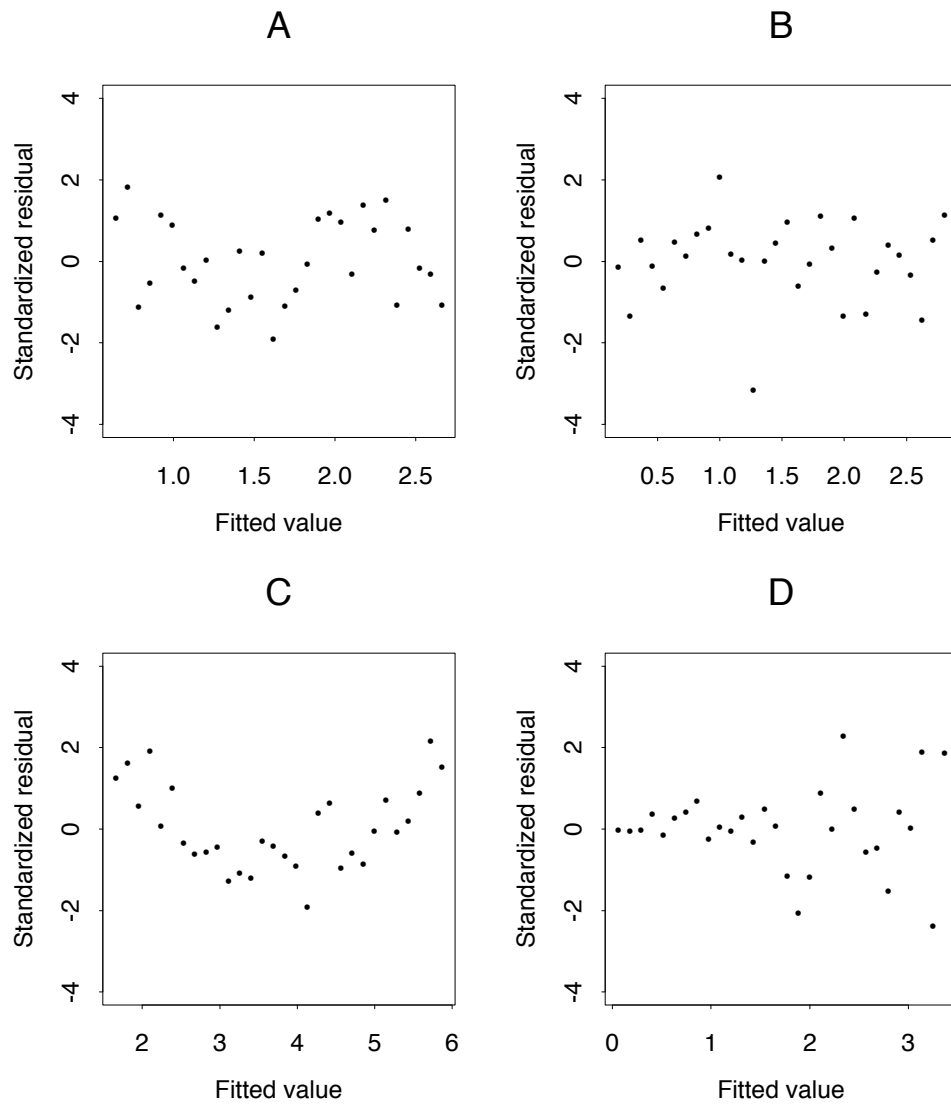 A
Standardized residual
4
2
0
-2
-4
1.0 1.5 2.0 2.5
Fitted value
B
Standardized residual
4
2
0
-2
-4
0.5 1.0 1.5 2.0 2.5
Fitted value
C
Standardized residual
4
2
0
-2
-4
2 3 4 5 6
Fitted value
D
Standardized residual
4
2
0
-2
-4
0 1 2 3
Fitted value